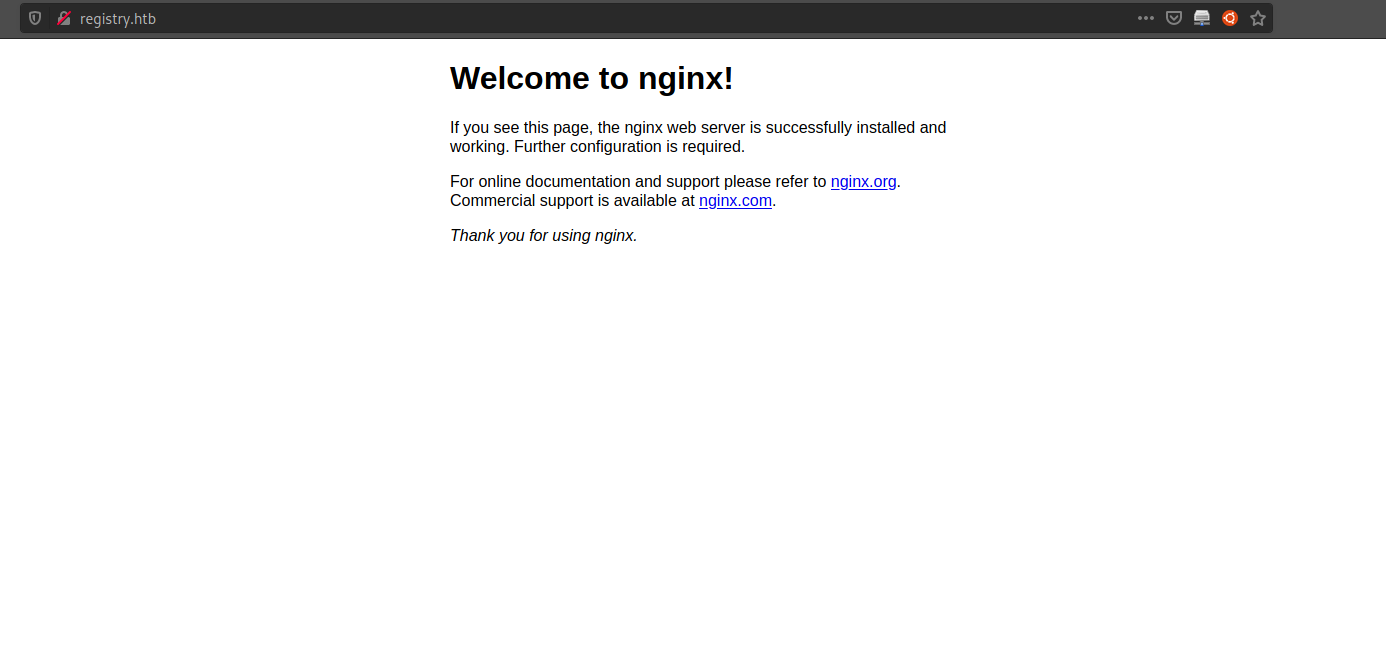 registry.htb
Welcome to nginx!
If you see this page, the nginx web server is successfully installed and
working. Further configuration is required.
For online documentation and support please refer to nginx.org.
Commercial support is available at nginx.com.
Thank you for using nginx.